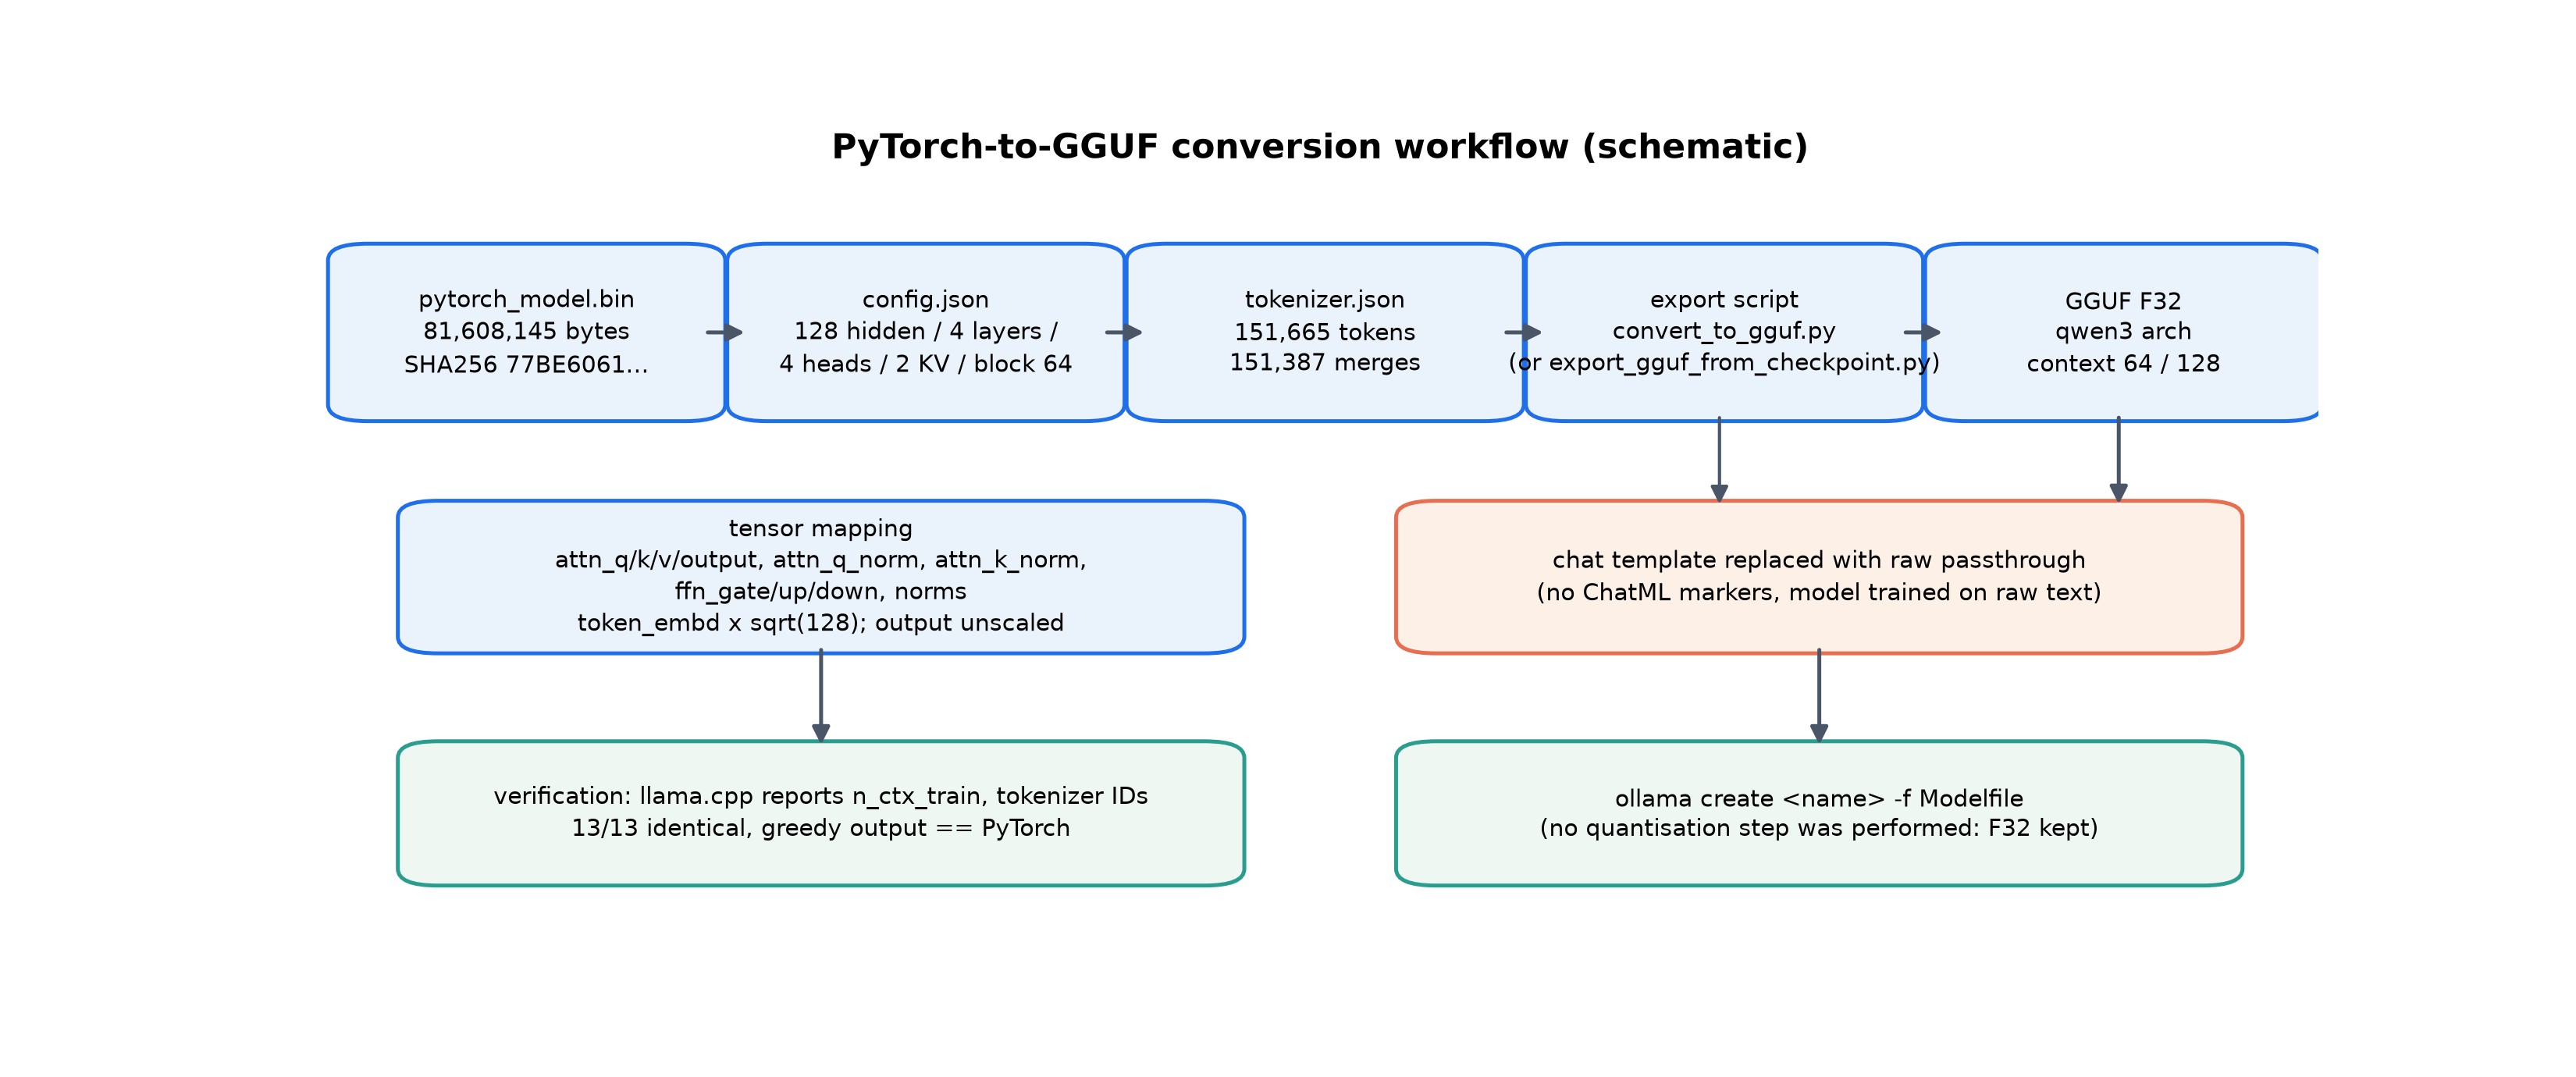 PyTorch-to-GGUF conversion workflow (schematic)
pytorch_model.bin
81,608,145 bytes
SHA256 77BE6061...
config.json
128 hidden / 4 layers /
4 heads / 2 KV / block 64
tokenizer.json
151,665 tokens
151,387 merges
export script
convert_to_gguf.py
(or export_gguf_from_checkpoint.py)
GGUF F32
qwen3 arch
context 64 / 128
tensor mapping
attn_q/k/v/output, attn_q_norm, attn_k_norm,
ffn_gate/up/down, norms
token_embd x sqrt(128); output unscaled
chat template replaced with raw passthrough
(no ChatML markers, model trained on raw text)
verification: llama.cpp reports n_ctx_train, tokenizer IDs
13/13 identical, greedy output == PyTorch
ollama create <name> -f Modelfile
(no quantisation step was performed: F32 kept)